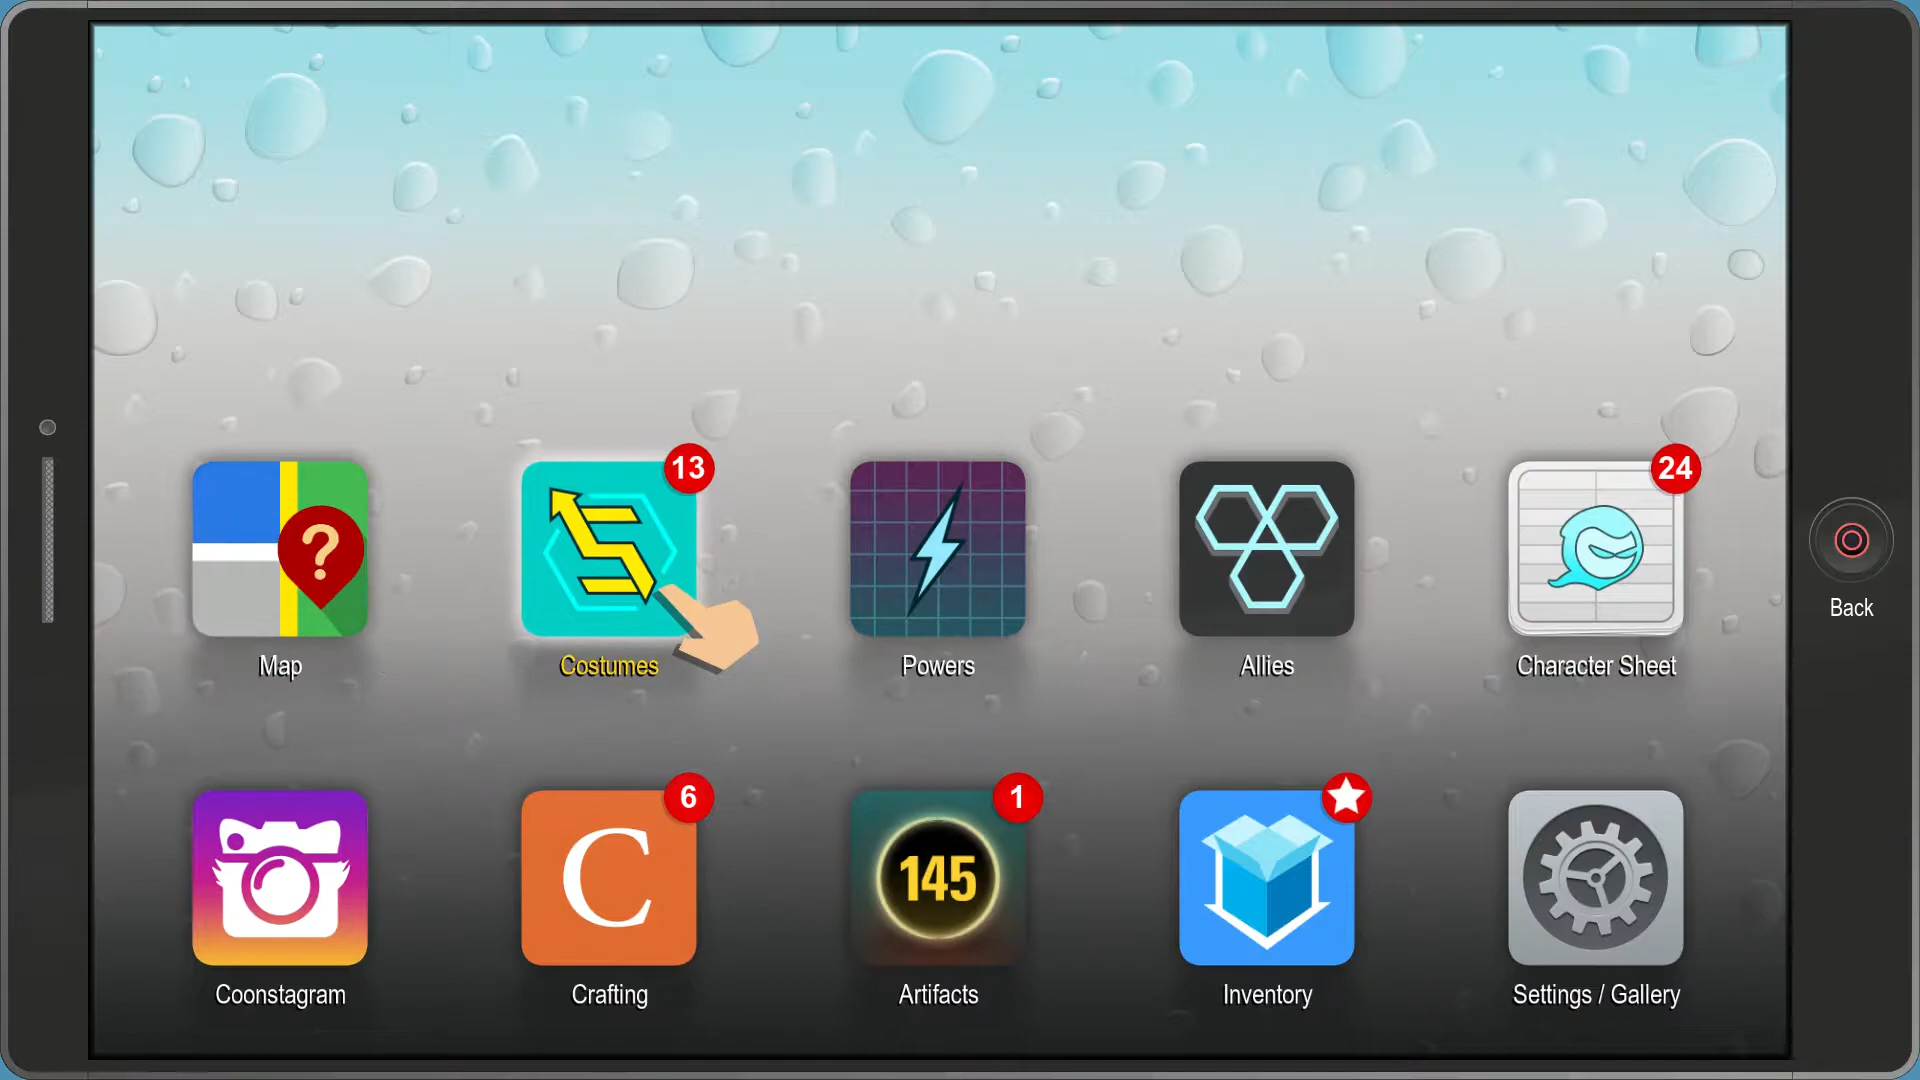 13
24
?
Map
Costumes
Powers
Allies
Character Sheet
Back
6
1
C
145
Coonstagram
Crafting
Artifacts
Inventory
Settings / Gallery